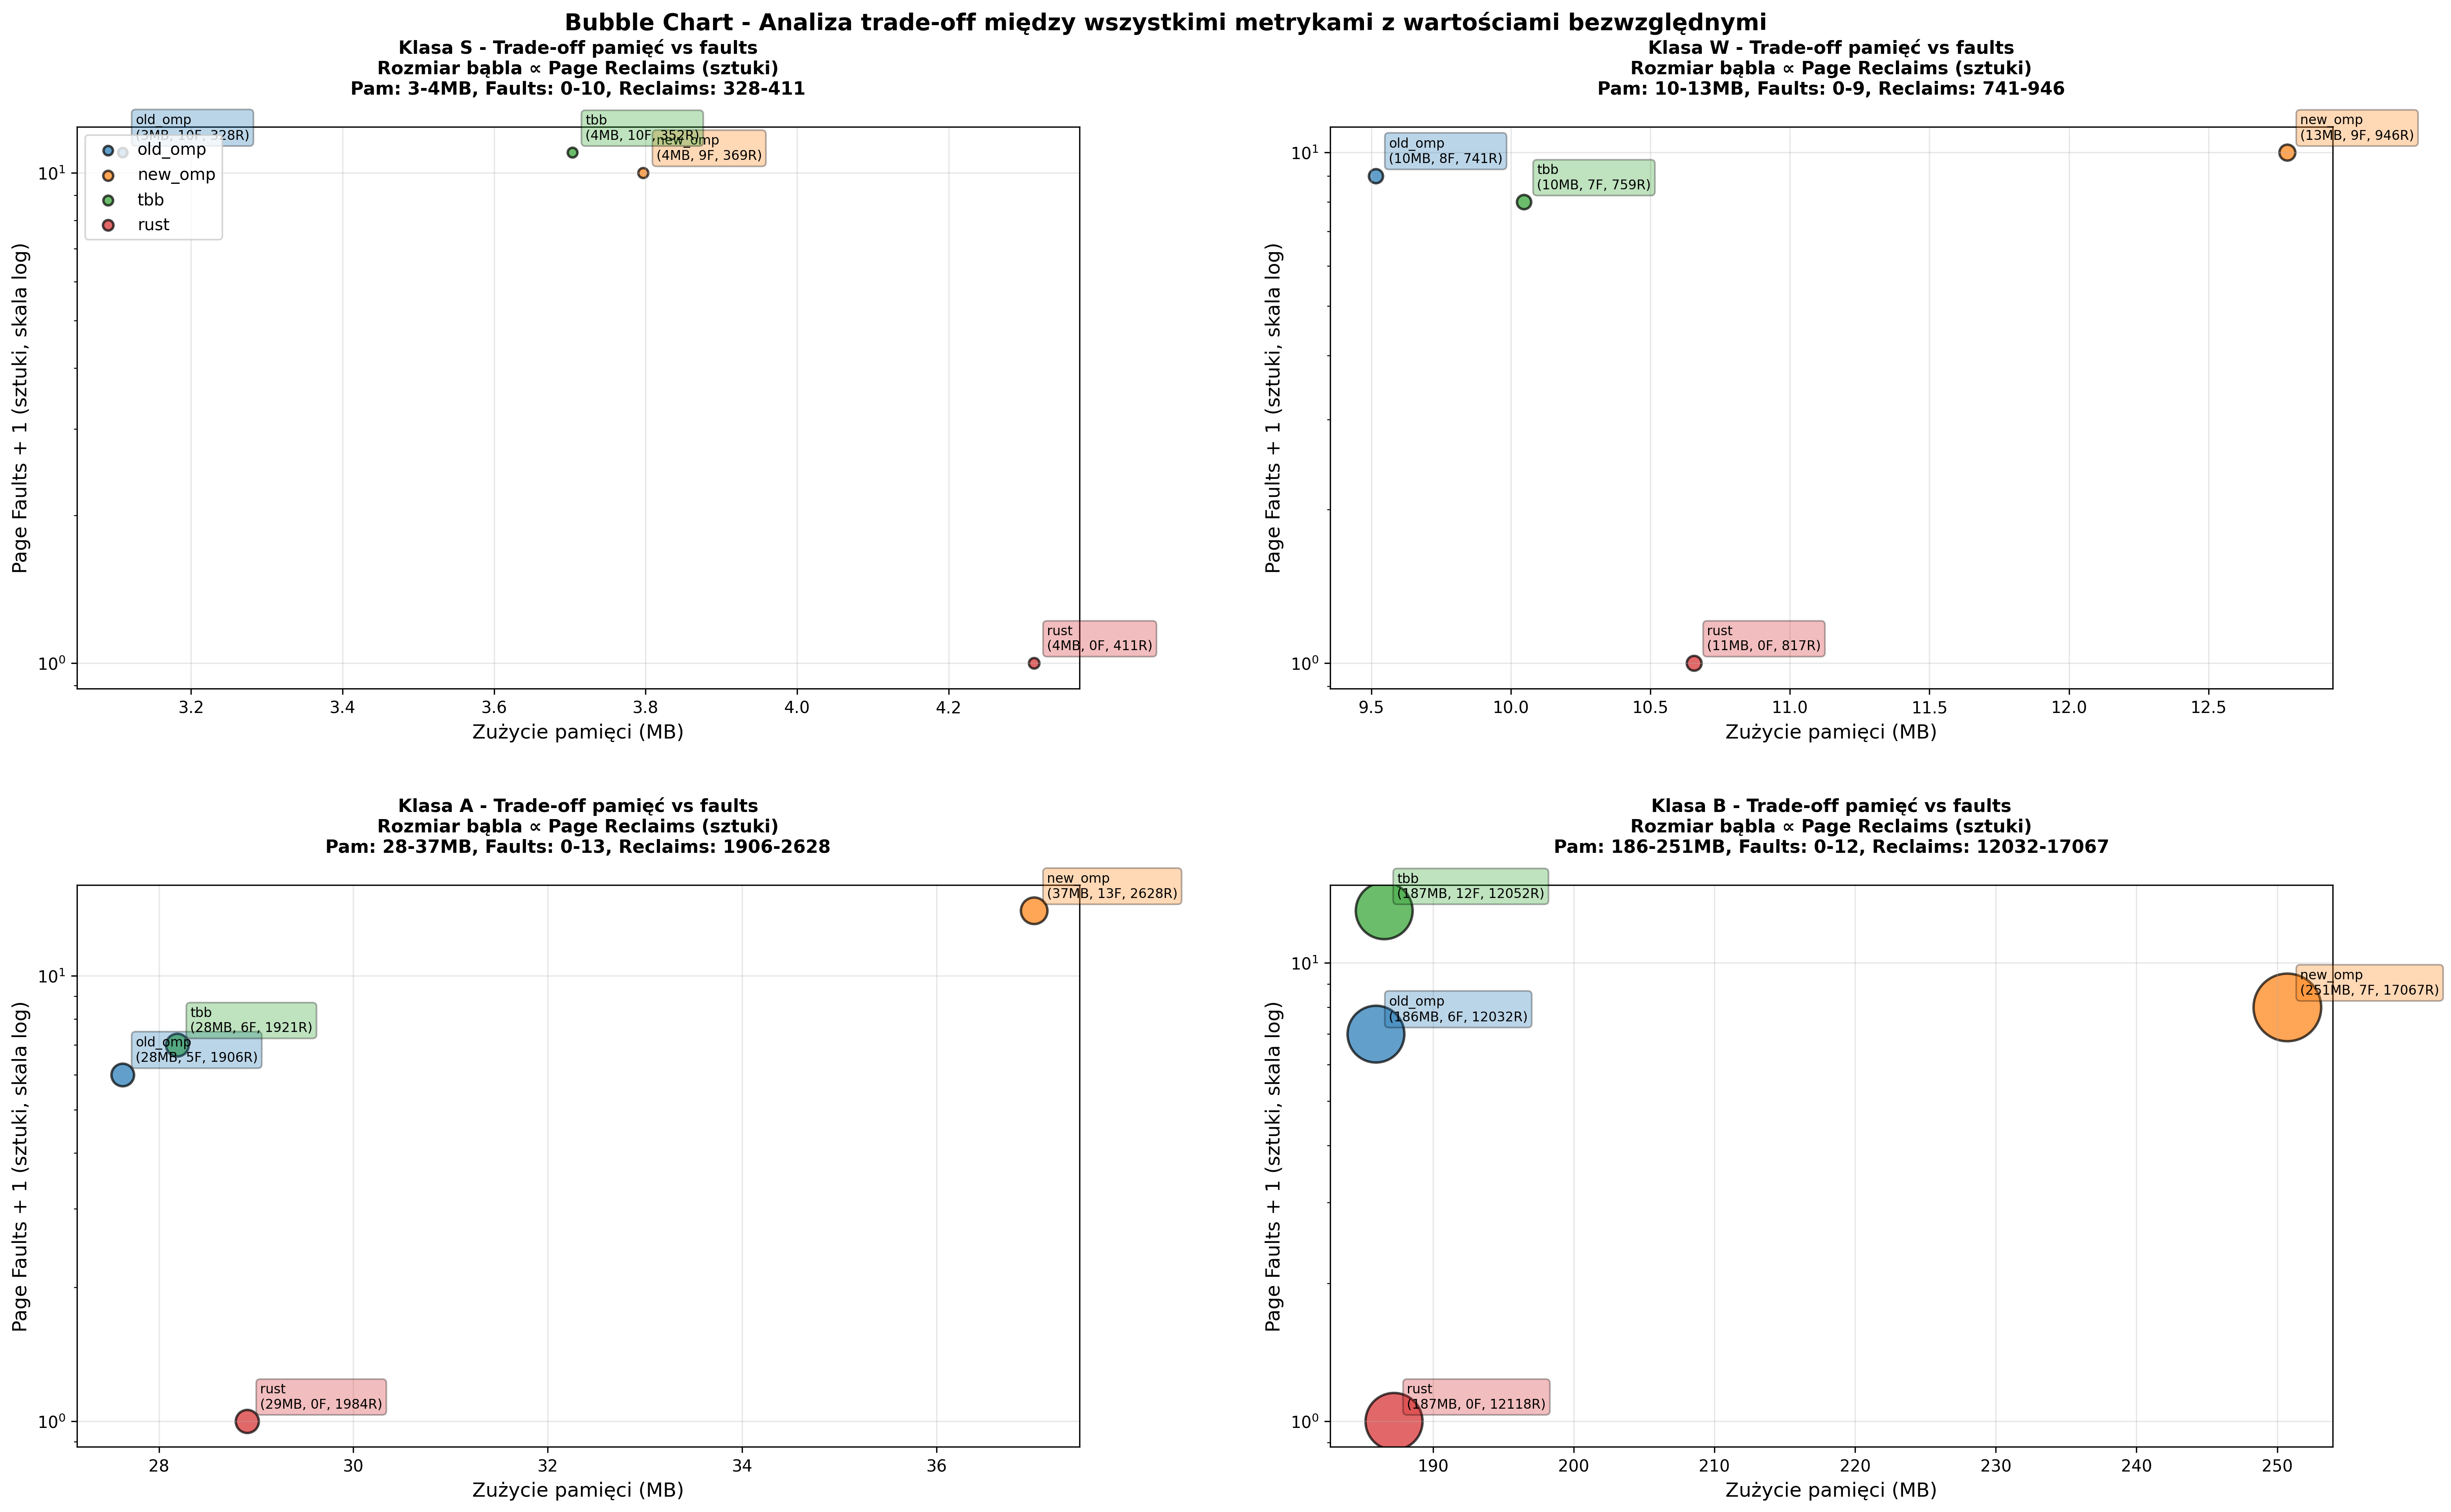 Bubble Chart - Analiza trade-off między wszystkimi metrykami z wartościami bezwzględnymi
Klasa S - Trade-off pamięć vs faults
Rozmiar bąbla ∝ Page Reclaims (sztuki)
Pam: 3-4MB, Faults: 0-10, Reclaims: 328-411
old_omp
(3MB, 10F, 328R)
tbb
(4MB, 10F, 352R)
new_omp
(4MB, 9F, 369R)
rust
(4MB, 0F, 411R)
old_omp
new_omp
tbb
rust
10¹
10⁰
Page Faults + 1 (sztuki, skala log)
3.2
3.4
3.6
3.8
4.0
4.2
Zużycie pamięci (MB)
Klasa W - Trade-off pamięć vs faults
Rozmiar bąbla ∝ Page Reclaims (sztuki)
Pam: 10-13MB, Faults: 0-9, Reclaims: 741-946
old_omp
(10MB, 8F, 741R)
tbb
(10MB, 7F, 759R)
new_omp
(13MB, 9F, 946R)
rust
(11MB, 0F, 817R)
10¹
10⁰
Page Faults + 1 (sztuki, skala log)
9.5
10.0
10.5
11.0
11.5
12.0
12.5
Zużycie pamięci (MB)
Klasa A - Trade-off pamięć vs faults
Rozmiar bąbla ∝ Page Reclaims (sztuki)
Pam: 28-37MB, Faults: 0-13, Reclaims: 1906-2628
new_omp
(37MB, 13F, 2628R)
tbb
(28MB, 6F, 1921R)
old_omp
(28MB, 5F, 1906R)
rust
(29MB, 0F, 1984R)
10¹
10⁰
Page Faults + 1 (sztuki, skala log)
28
30
32
34
36
Zużycie pamięci (MB)
Klasa B - Trade-off pamięć vs faults
Rozmiar bąbla ∝ Page Reclaims (sztuki)
Pam: 186-251MB, Faults: 0-12, Reclaims: 12032-17067
tbb
(187MB, 12F, 12052R)
old_omp
(186MB, 6F, 12032R)
new_omp
(251MB, 7F, 17067R)
rust
(187MB, 0F, 12118R)
10¹
10⁰
Page Faults + 1 (sztuki, skala log)
190
200
210
220
230
240
250
Zużycie pamięci (MB)